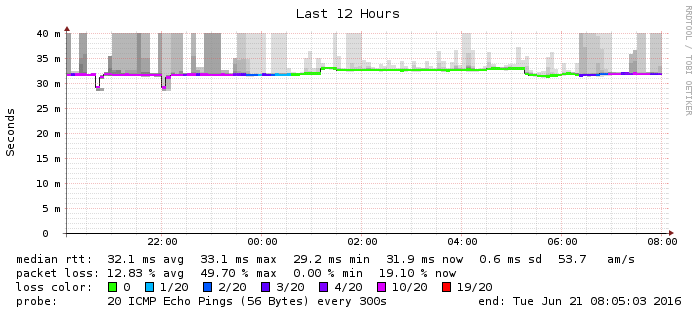 Last 12 Hours
RRDTOOL / TOBI OETIKER
Seconds
40 m
35 m
30 m
25 m
20 m
15 m
10 m
5 m
0
22:00 00:00 02:00 04:00 06:00 08:00
median rtt: 32.1 ms avg 33.1 ms max 29.2 ms min 31.9 ms now 0.6 ms sd 53.7 am/s
packet loss: 12.83 % avg 49.70 % max 0.00 % min 19.10 % now
loss color: 0 1/20 2/20 3/20 4/20 10/20 19/20
probe: 20 ICMP Echo Pings (56 Bytes) every 300s end: Tue Jun 21 08:05:03 2016